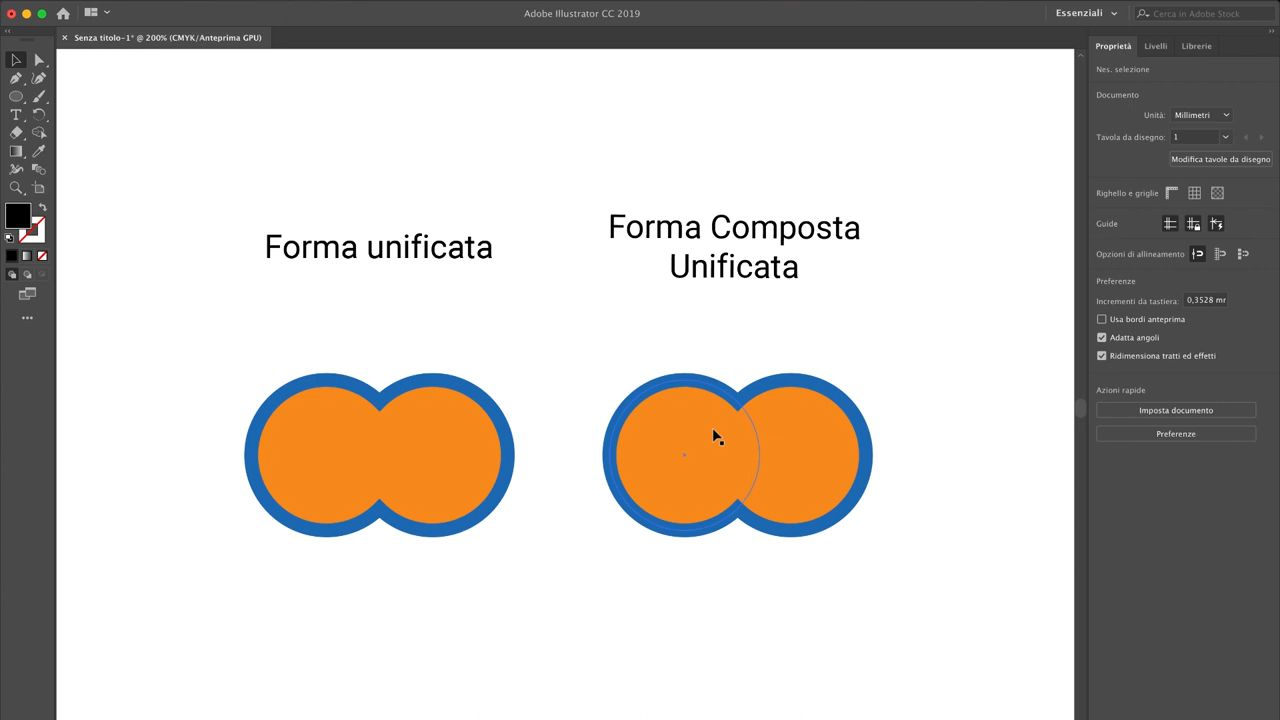 Adobe Illustrator CC 2019
Essenziali
Cerca in Adobe Stock
Senza titolo-1* @ 200% (CMYK/Anteprima GPU)
Proprietà
Livelli
Librerie
Nes. selezione
Documento
Unità: Millimetri
Tavola da disegno: 1
Modifica tavole da disegno
Righello e griglie
Guide
Opzioni di allineamento
Preferenze
Incrementi da tastiera: 0,3528 mr
Usa bordi anteprima
Adatta angoli
Ridimensiona tratti ed effetti
Azioni rapide
Imposta documento
Preferenze
Forma unificata
Forma Composta
Unificata